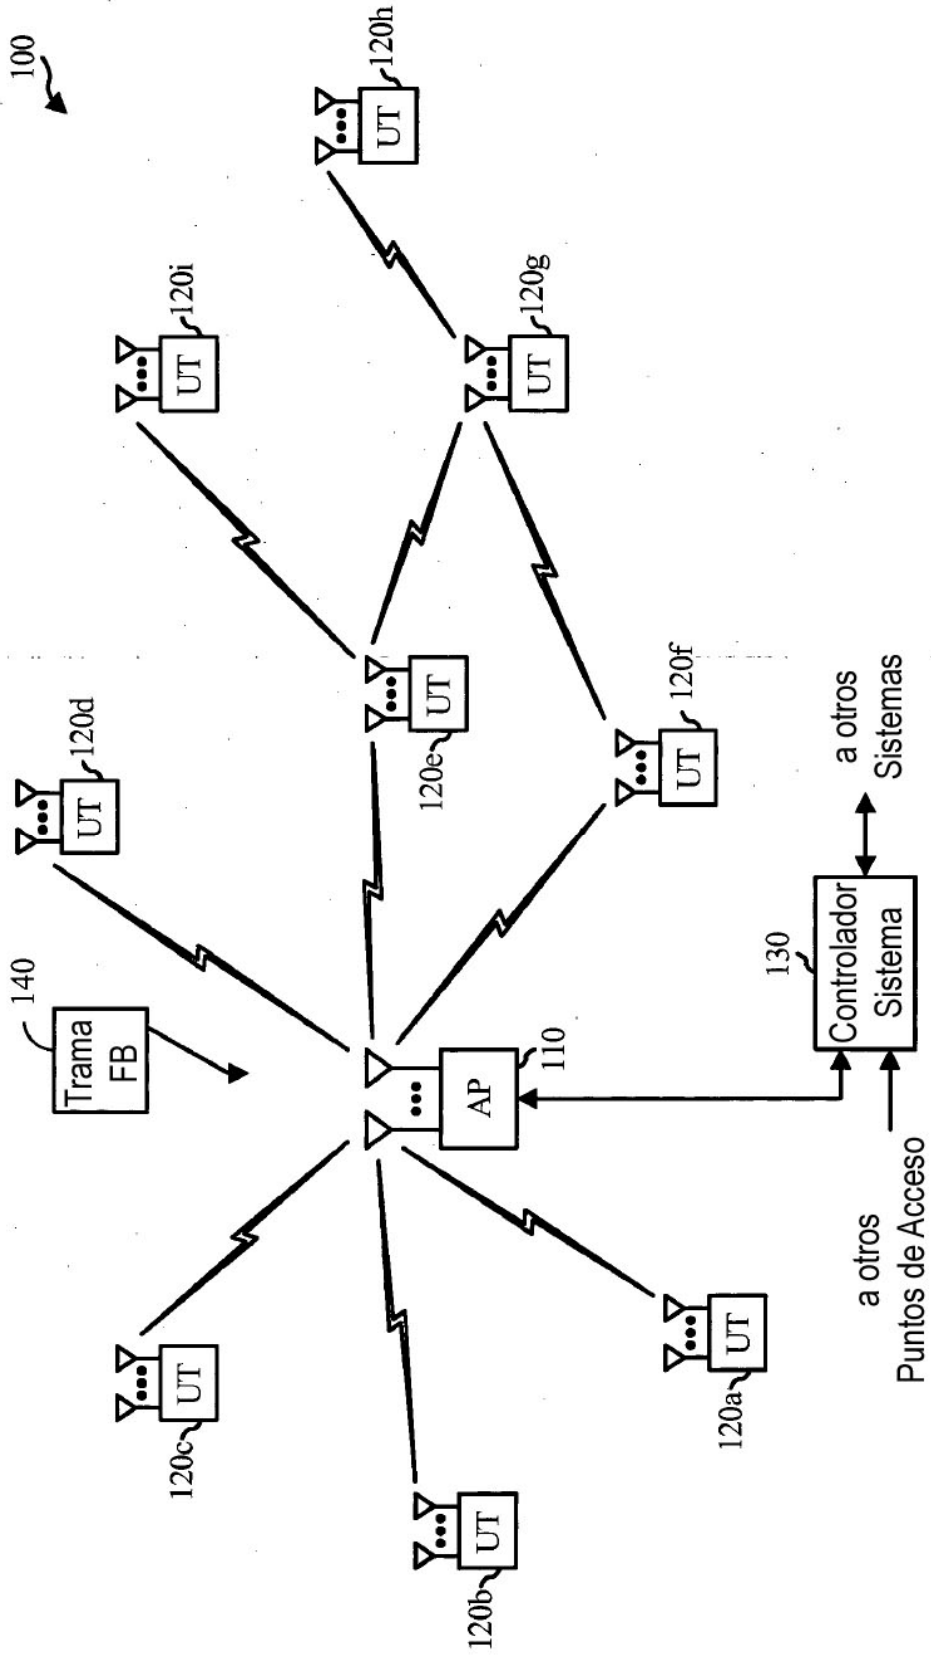 100
120h
UT
120i
UT
120g
UT
120d
UT
120e
UT
120f
UT
140
Trama
FB
110
AP
130
Controlador
Sistema
a otros
Sistemas
a otros
Puntos de Acceso
120c
UT
120b
UT
120a
UT